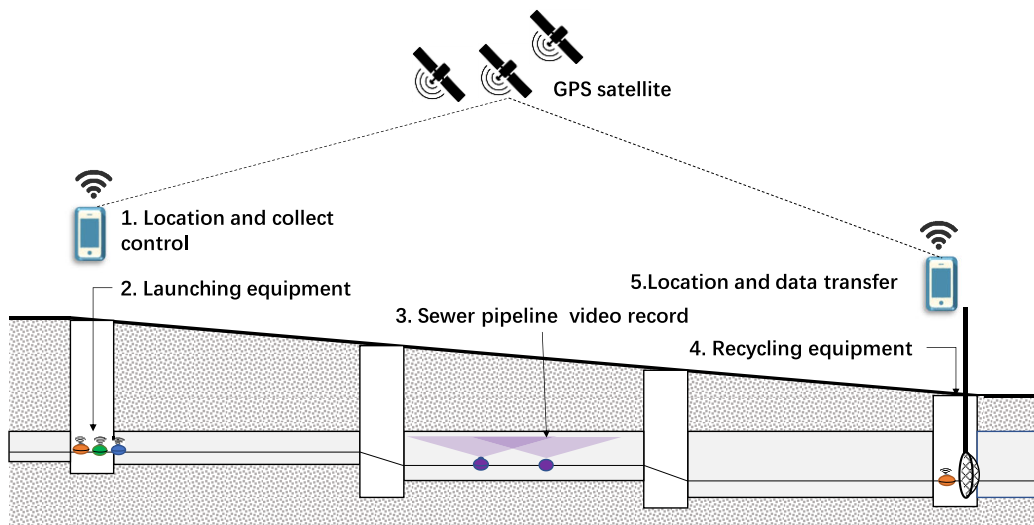 GPS satellite
1. Location and collect
control
2. Launching equipment
3. Sewer pipeline video record
5.Location and data transfer
4. Recycling equipment